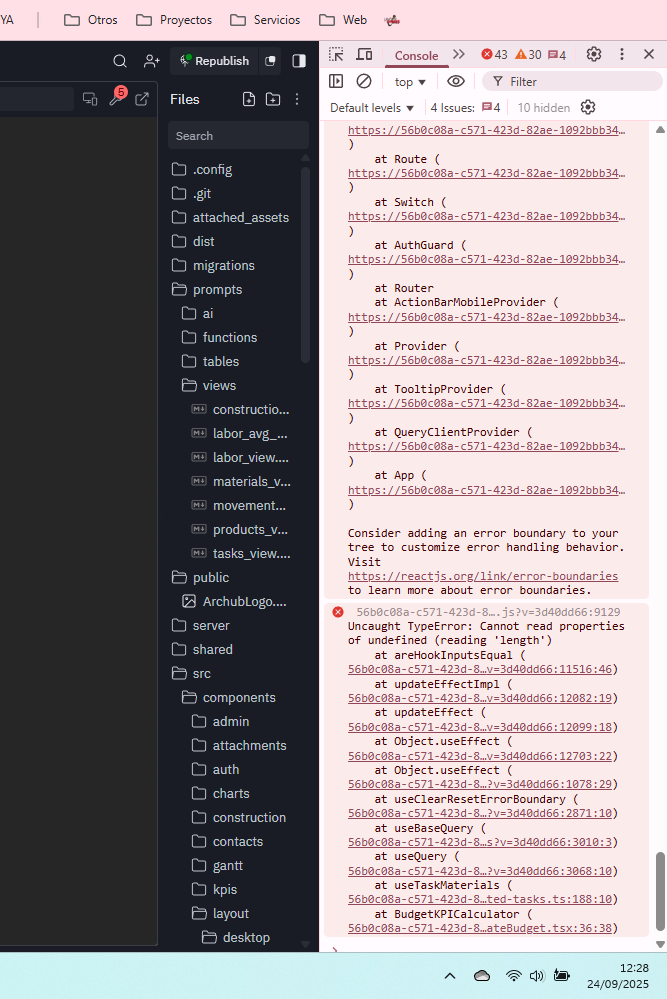 YA
Otros
Proyectos
Servicios
Web
Republish
5
Files
Search
.config
.git
attached_assets
dist
migrations
prompts
ai
functions
tables
views
constructio...
labor_avg_...
labor_view....
materials_v...
movement...
products_v...
tasks_view....
public
ArchubLogo....
server
shared
src
components
admin
attachments
auth
charts
construction
contacts
gantt
kpis
layout
desktop
Console
43
30
4
top
Filter
Default levels
4 Issues:
4
10 hidden
https://56b0c08a-c571-423d-82ae-1092bbb34…
)
at Route (
https://56b0c08a-c571-423d-82ae-1092bbb34…
)
at Switch (
https://56b0c08a-c571-423d-82ae-1092bbb34…
)
at AuthGuard (
https://56b0c08a-c571-423d-82ae-1092bbb34…
)
at Router
at ActionBarMobileProvider (
https://56b0c08a-c571-423d-82ae-1092bbb34…
)
at Provider (
https://56b0c08a-c571-423d-82ae-1092bbb34…
)
at TooltipProvider (
https://56b0c08a-c571-423d-82ae-1092bbb34…
)
at QueryClientProvider (
https://56b0c08a-c571-423d-82ae-1092bbb34…
)
at App (
https://56b0c08a-c571-423d-82ae-1092bbb34…
)
Consider adding an error boundary to your
tree to customize error handling behavior.
Visit
https://reactjs.org/link/error-boundaries
to learn more about error boundaries.
56b0c08a-c571-423d-8….js?v=3d40dd66:9129
Uncaught TypeError: Cannot read properties
of undefined (reading 'length')
at areHookInputsEqual (
56b0c08a-c571-423d-8…v=3d40dd66:11516:46)
at updateEffectImpl (
56b0c08a-c571-423d-8…v=3d40dd66:12082:19)
at updateEffect (
56b0c08a-c571-423d-8…v=3d40dd66:12099:18)
at Object.useEffect (
56b0c08a-c571-423d-8…v=3d40dd66:12703:22)
at Object.useEffect (
56b0c08a-c571-423d-8…?v=3d40dd66:1078:29)
at useClearResetErrorBoundary (
56b0c08a-c571-423d-8…?v=3d40dd66:2871:10)
at useBaseQuery (
56b0c08a-c571-423d-8…s?v=3d40dd66:3010:3)
at useQuery (
56b0c08a-c571-423d-8…?v=3d40dd66:3068:10)
at useTaskMaterials (
56b0c08a-c571-423d-8…ted-tasks.ts:188:10)
at BudgetKPICalculator (
56b0c08a-c571-423d-8…ateBudget.tsx:36:38)
12:28
24/09/2025